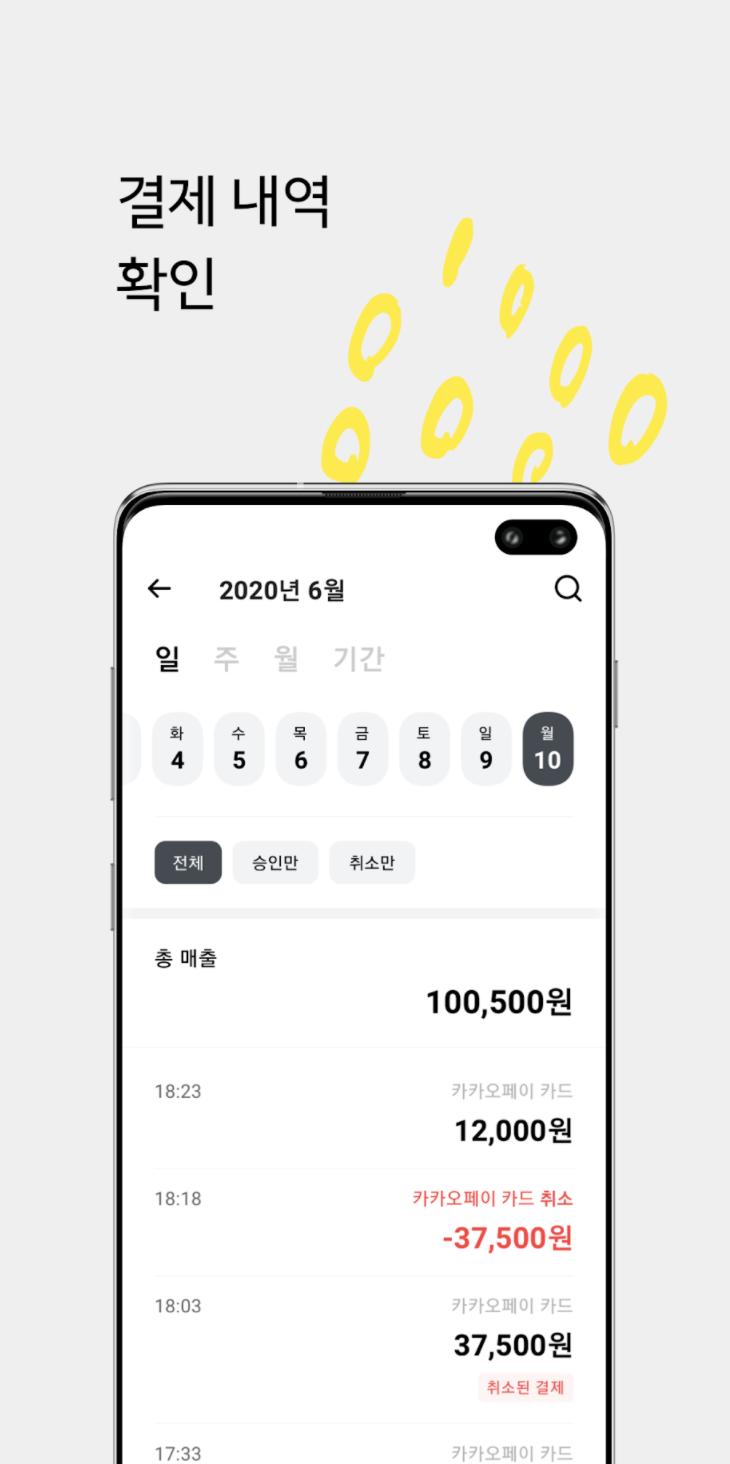 결제 내역
확인
2020년 6월
일 주 월 기간
화 수 목 금 토 일 월
4 5 6 7 8 9 10
전체 승인만 취소만
총 매출
100,500원
18:23 카카오페이 카드
12,000원
18:18 카카오페이 카드 취소
-37,500원
18:03 카카오페이 카드
37,500원
취소된 결제
17:33 카카오페이 카드